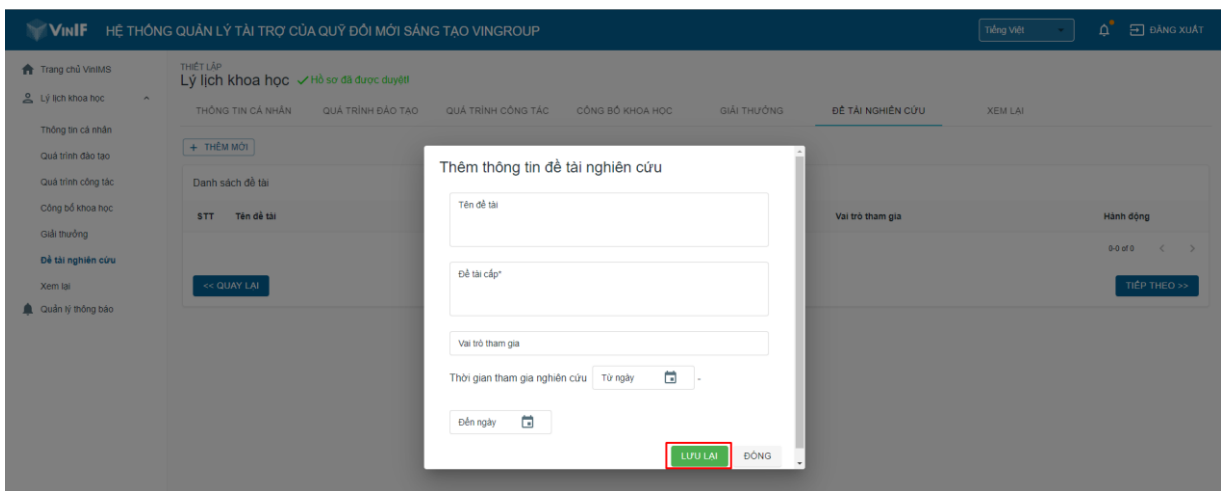 VINIF HỆ THỐNG QUẢN LÝ TÀI TRỢ CỦA QUỸ ĐỔI MỚI SÁNG TẠO VINGROUP Tiếng Việt ĐĂNG XUẤT
Trang chủ VinIMS
Lý lịch khoa học
Thông tin cá nhân
Quá trình đào tạo
Quá trình công tác
Công bố khoa học
Giải thưởng
Đề tài nghiên cứu
Xem lại
Quản lý thông báo
THIẾT LẬP
Lý lịch khoa học Hồ sơ đã được duyệt!
THÔNG TIN CÁ NHÂN QUÁ TRÌNH ĐÀO TẠO QUÁ TRÌNH CÔNG TÁC CÔNG BỐ KHOA HỌC GIẢI THƯỞNG ĐỀ TÀI NGHIÊN CỨU XEM LẠI
+ THÊM MỚI
Danh sách đề tài
STT Tên đề tài Vai trò tham gia Hành động
0-0 of 0 < >
<< QUAY LẠI TIẾP THEO >>
Thêm thông tin đề tài nghiên cứu
Tên đề tài
Đề tài cấp*
Vai trò tham gia
Thời gian tham gia nghiên cứu Từ ngày -
Đến ngày
LƯU LẠI ĐÓNG